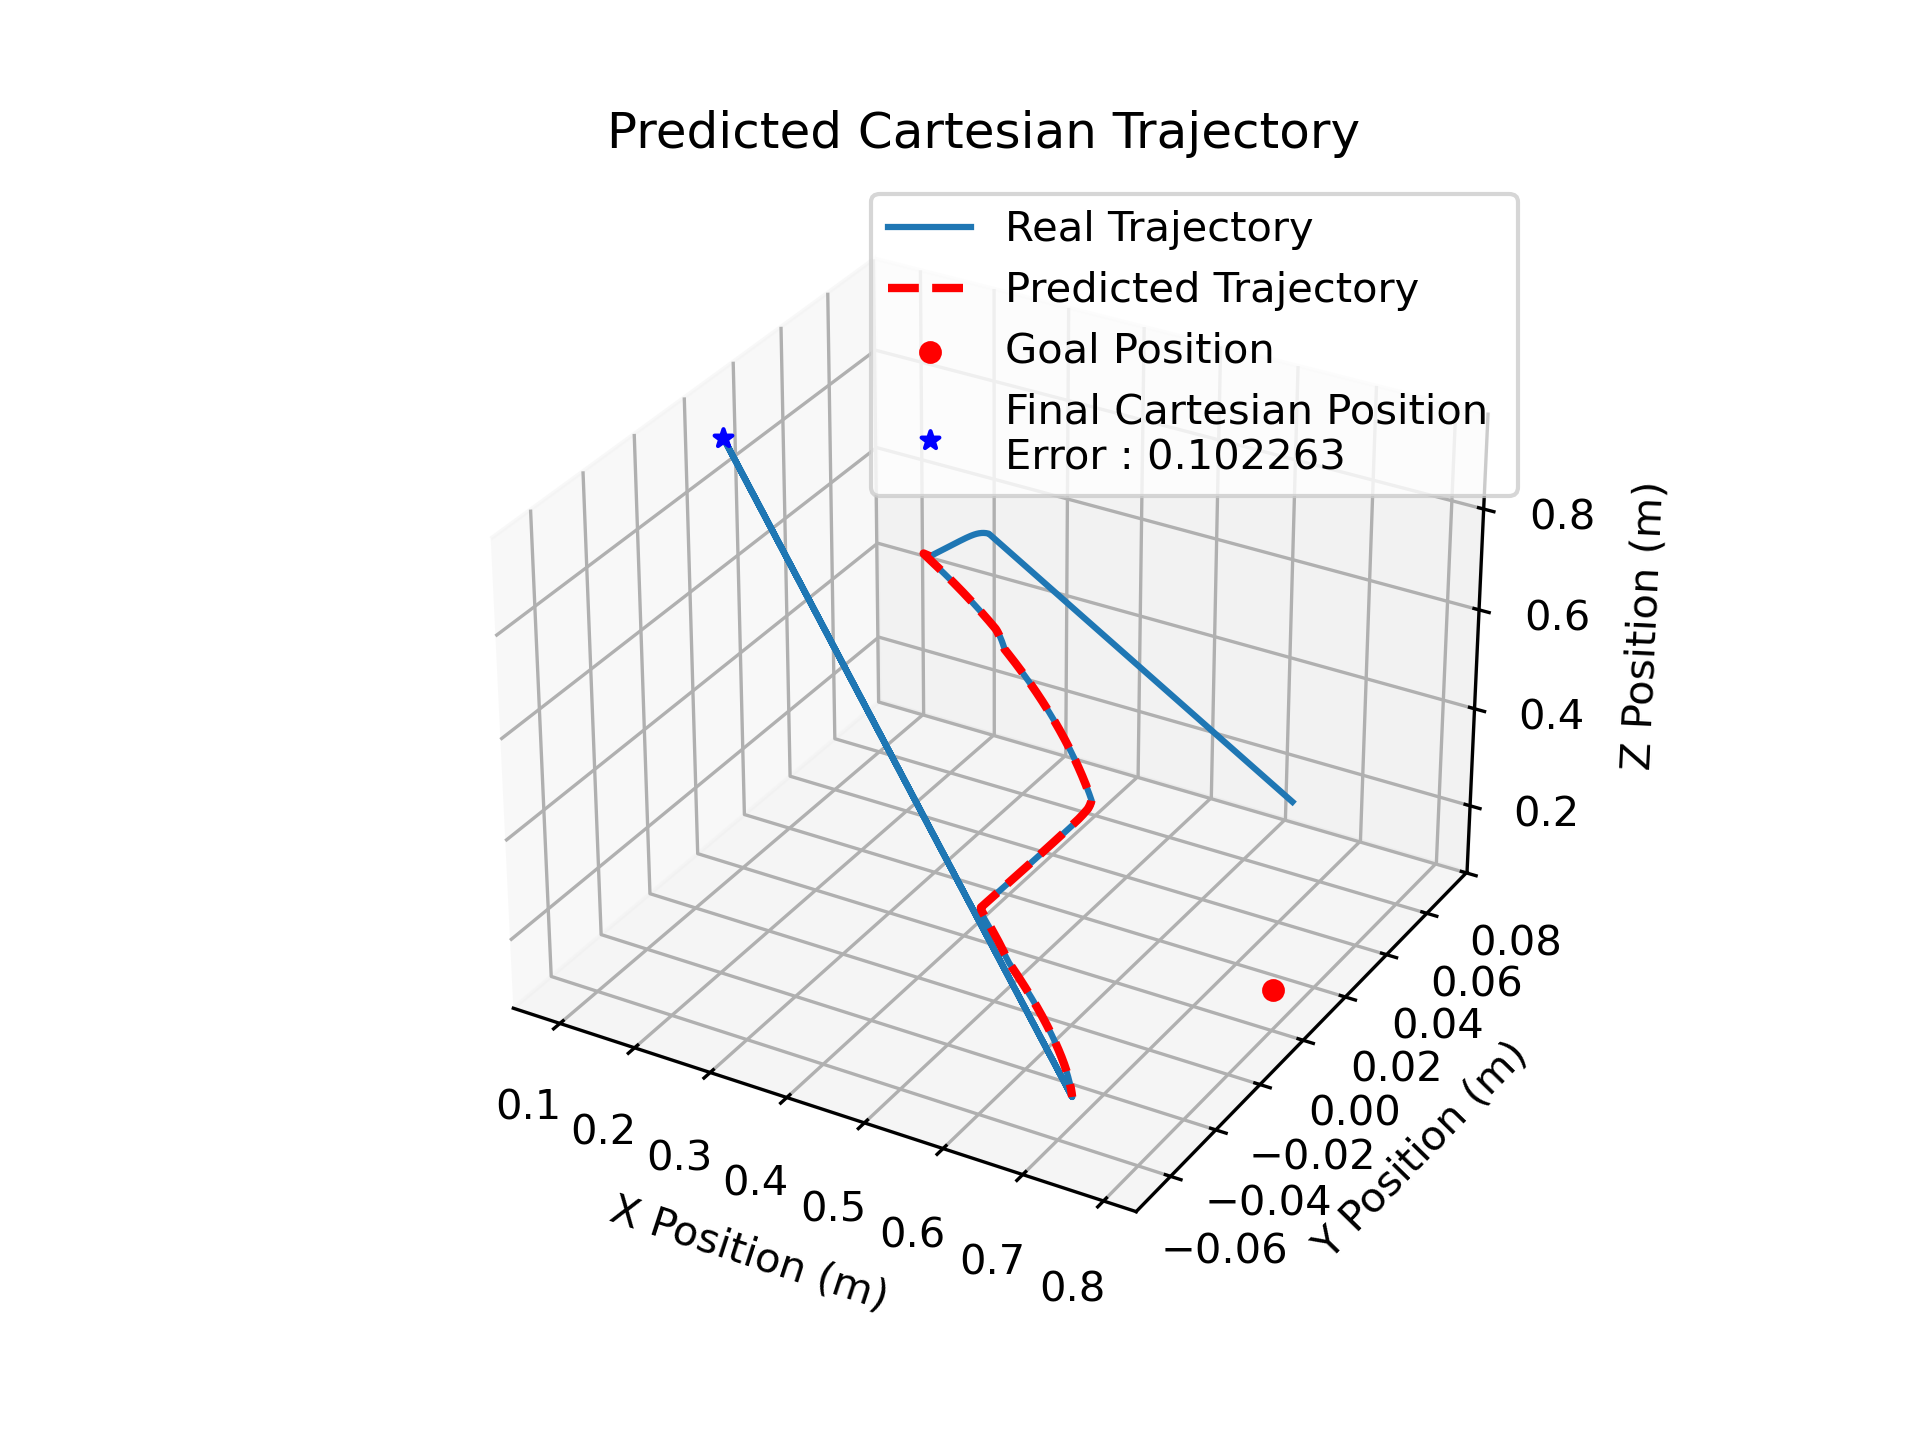 Predicted Cartesian Trajectory
Real Trajectory
Predicted Trajectory
Goal Position
Final Cartesian Position
Error : 0.102263
0.8
0.6
0.4
0.2
Z Position (m)
0.08
0.06
0.04
0.02
0.00
−0.02
−0.04
−0.06
Y Position (m)
0.1
0.2
0.3
0.4
0.5
0.6
0.7
0.8
X Position (m)